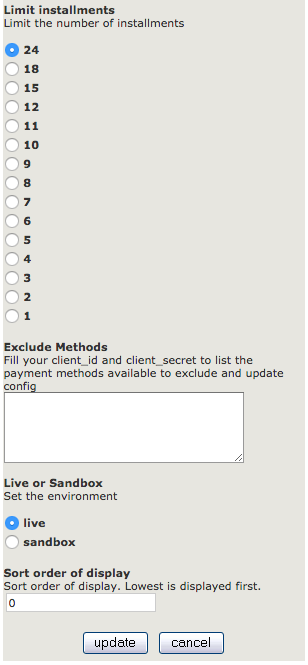 Limit installments
Limit the number of installments
24
18
15
12
11
10
9
8
7
6
5
4
3
2
1
Exclude Methods
Fill your client_id and client_secret to list the
payment methods available to exclude and update
config
Live or Sandbox
Set the environment
live
sandbox
Sort order of display
Sort order of display. Lowest is displayed first.
0
update cancel